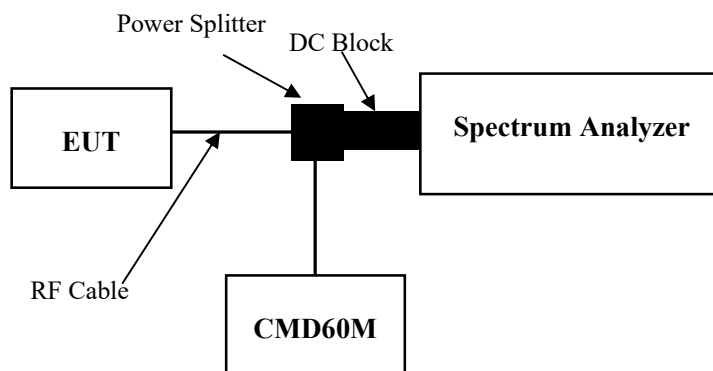 Power Splitter
DC Block
EUT
Spectrum Analyzer
RF Cable
CMD60M